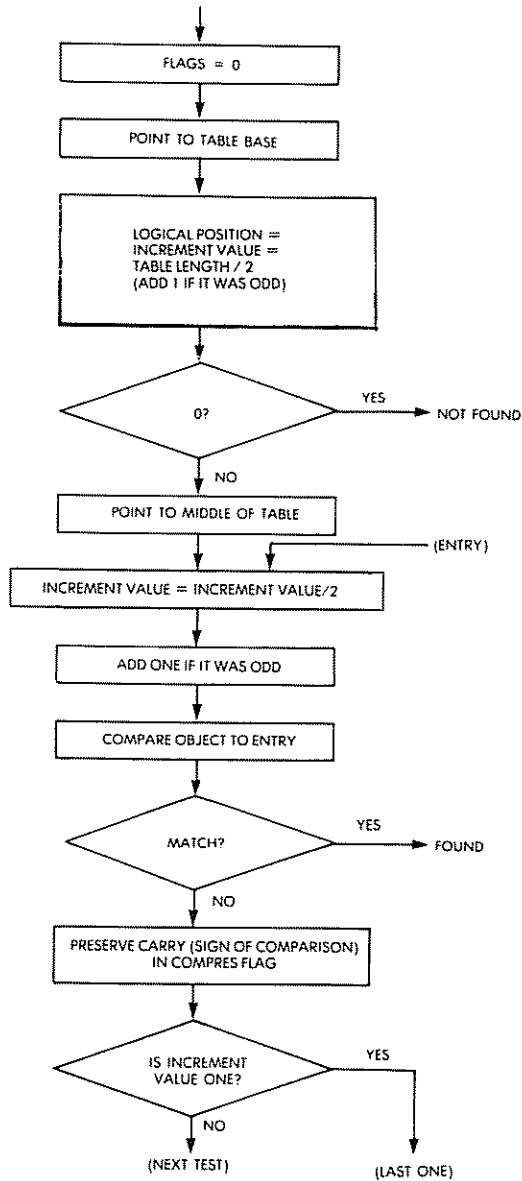 FLAGS = 0
POINT TO TABLE BASE
LOGICAL POSITION =
INCREMENT VALUE =
TABLE LENGTH / 2
(ADD 1 IF IT WAS ODD)
0?
YES
NOT FOUND
NO
POINT TO MIDDLE OF TABLE
(ENTRY)
INCREMENT VALUE = INCREMENT VALUE/2
ADD ONE IF IT WAS ODD
COMPARE OBJECT TO ENTRY
MATCH?
YES
FOUND
NO
PRESERVE CARRY (SIGN OF COMPARISON)
IN COMPRES FLAG
IS INCREMENT
VALUE ONE?
YES
NO
(NEXT TEST)
(LAST ONE)